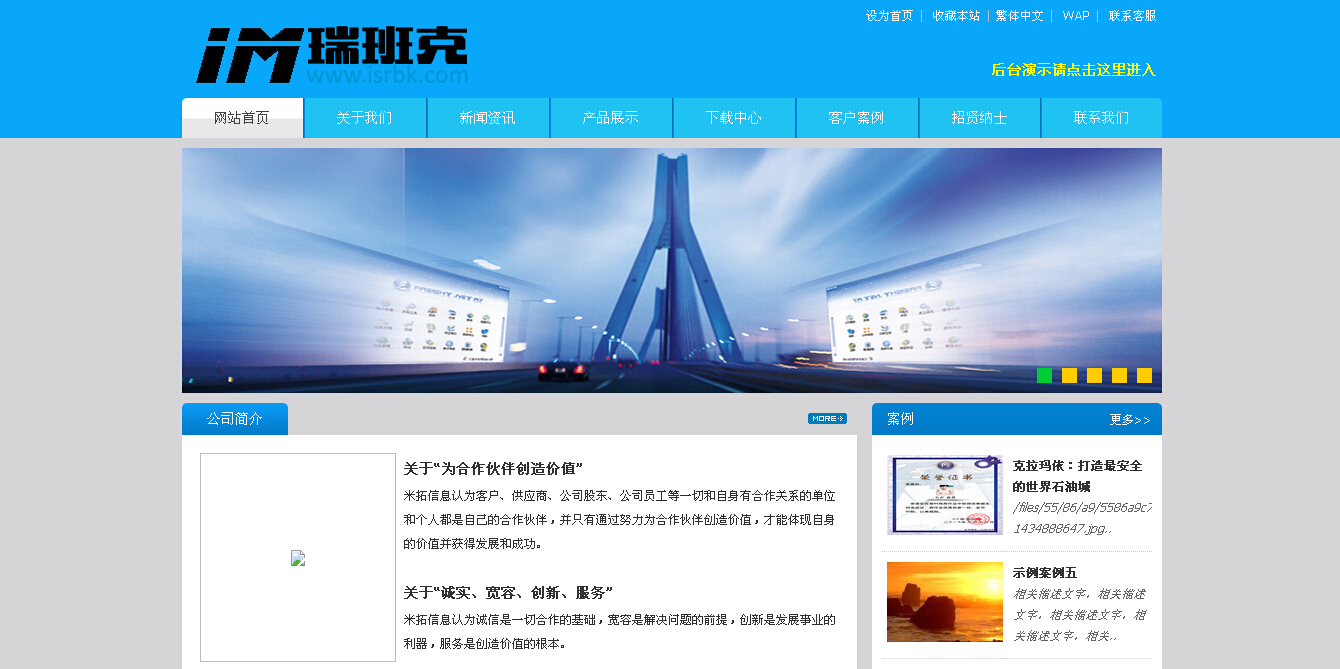 设为首页 | 收藏本站 | 繁体中文 | WAP | 联系客服
iM瑞班克
www.isrbk.com
后台演示请点击这里进入
网站首页
关于我们
新闻资讯
产品展示
下载中心
客户案例
招贤纳士
联系我们
公司简介
MORE
关于“为合作伙伴创造价值”
米拓信息认为客户、供应商、公司股东、公司员工等一切和自身有合作关系的单位
和个人都是自己的合作伙伴，并只有通过努力为合作伙伴创造价值，才能体现自身
的价值并获得发展和成功。
关于“诚实、宽容、创新、服务”
米拓信息认为诚信是一切合作的基础，宽容是解决问题的前提，创新是发展事业的
利器，服务是创造价值的根本。
案例
更多>>
荣誉证书
克拉玛依：打造最安全
的世界石油城
/files/55/86/a9/5586a9c7
1434888647.jpg..
示例案例五
相关描述文字，相关描述
文字，相关描述文字，相
关描述文字，相关..